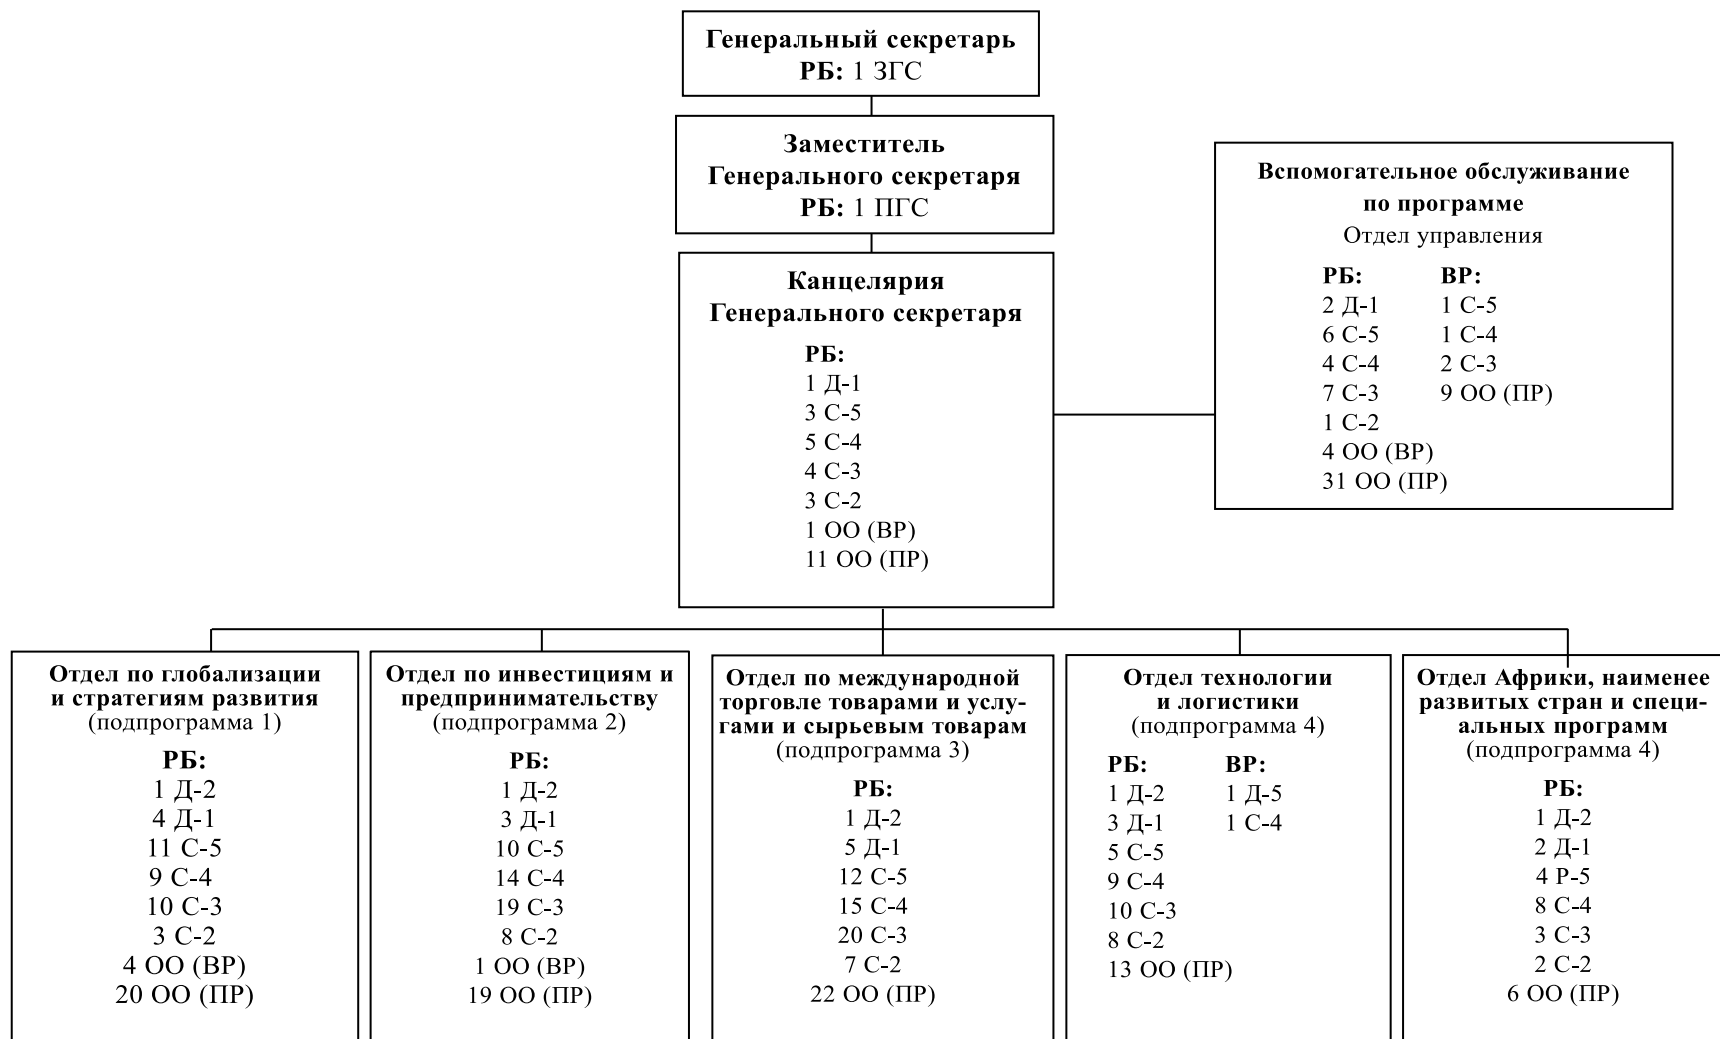 Генеральный секретарь
РБ: 1 ЗГС
Заместитель
Генерального секретаря
РБ: 1 ПГС
Канцелярия
Генерального секретаря
РБ:
1 Д-1
3 С-5
5 С-4
4 С-3
3 С-2
1 ОО (ВР)
11 ОО (ПР)
Вспомогательное обслуживание
по программе
Отдел управления
РБ:
2 Д-1
6 С-5
4 С-4
7 С-3
1 С-2
4 ОО (ВР)
31 ОО (ПР)
ВР:
1 С-5
1 С-4
2 С-3
9 ОО (ПР)
Отдел по глобализации
и стратегиям развития
(подпрограмма 1)
РБ:
1 Д-2
4 Д-1
11 С-5
9 С-4
10 С-3
3 С-2
4 ОО (ВР)
20 ОО (ПР)
Отдел по инвестициям и
предпринимательству
(подпрограмма 2)
РБ:
1 Д-2
3 Д-1
10 С-5
14 С-4
19 С-3
8 С-2
1 ОО (ВР)
19 ОО (ПР)
Отдел по международной
торговле товарами и услу-
гами и сырьевым товарам
(подпрограмма 3)
РБ:
1 Д-2
5 Д-1
12 С-5
15 С-4
20 С-3
7 С-2
22 ОО (ПР)
Отдел технологии
и логистики
(подпрограмма 4)
РБ:
1 Д-2
3 Д-1
5 С-5
9 С-4
10 С-3
8 С-2
13 ОО (ПР)
ВР:
1 Д-5
1 С-4
Отдел Африки, наименее
развитых стран и специ-
альных программ
(подпрограмма 4)
РБ:
1 Д-2
2 Д-1
4 Р-5
8 С-4
3 С-3
2 С-2
6 ОО (ПР)